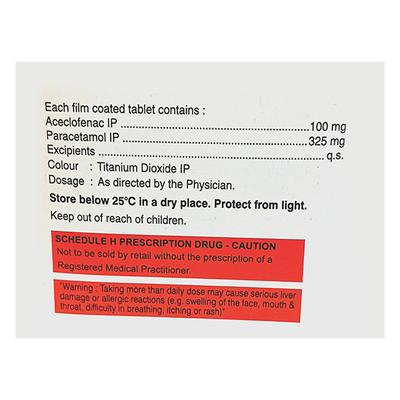 Each film coated tablet contains :
Aceclofenac IP ........................................................ 100 mg
Paracetamol IP ........................................................ 325 mg
Excipients ........................................................ q.s.
Colour : Titanium Dioxide IP
Dosage : As directed by the Physician.
Store below 25°C in a dry place. Protect from light.
Keep out of reach of children.
SCHEDULE H PRESCRIPTION DRUG - CAUTION
Not to be sold by retail without the prescription of a
Registered Medical Practitioner.
"Warning : Taking more than daily dose may cause serious liver
damage or allergic reactions (e.g. swelling of the face, mouth &
throat, difficulty in breathing, itching or rash)"